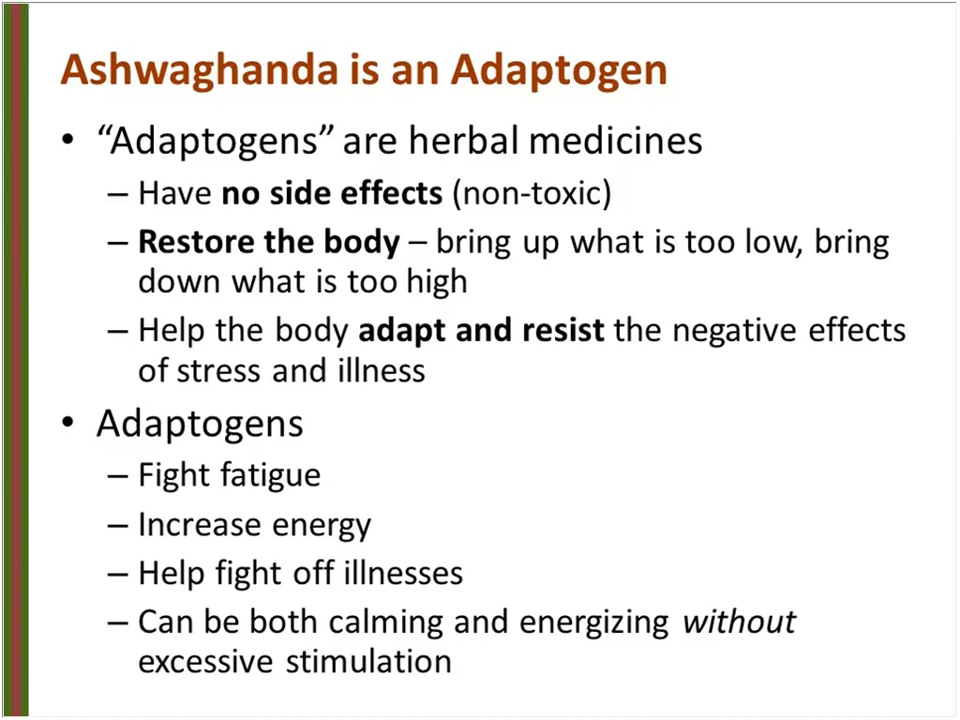 Ashwaghanda is an Adaptogen
• “Adaptogens” are herbal medicines
– Have no side effects (non-toxic)
– Restore the body – bring up what is too low, bring
down what is too high
– Help the body adapt and resist the negative effects
of stress and illness
• Adaptogens
– Fight fatigue
– Increase energy
– Help fight off illnesses
– Can be both calming and energizing without
excessive stimulation